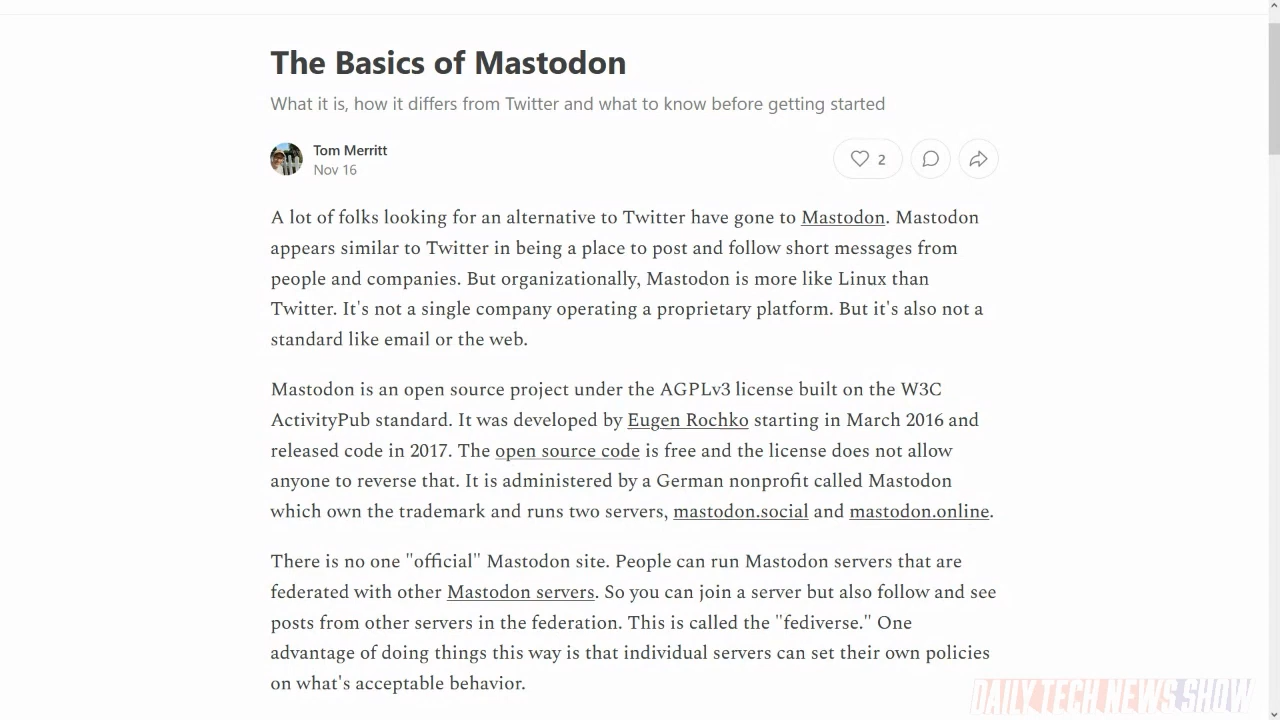 The Basics of Mastodon
What it is, how it differs from Twitter and what to know before getting started
Tom Merritt
Nov 16
2
A lot of folks looking for an alternative to Twitter have gone to Mastodon. Mastodon
appears similar to Twitter in being a place to post and follow short messages from
people and companies. But organizationally, Mastodon is more like Linux than
Twitter. It's not a single company operating a proprietary platform. But it's also not a
standard like email or the web.
Mastodon is an open source project under the AGPLv3 license built on the W3C
ActivityPub standard. It was developed by Eugen Rochko starting in March 2016 and
released code in 2017. The open source code is free and the license does not allow
anyone to reverse that. It is administered by a German nonprofit called Mastodon
which own the trademark and runs two servers, mastodon.social and mastodon.online.
There is no one "official" Mastodon site. People can run Mastodon servers that are
federated with other Mastodon servers. So you can join a server but also follow and see
posts from other servers in the federation. This is called the "fediverse." One
advantage of doing things this way is that individual servers can set their own policies
on what's acceptable behavior.
DAILY TECH NEWS SHOW